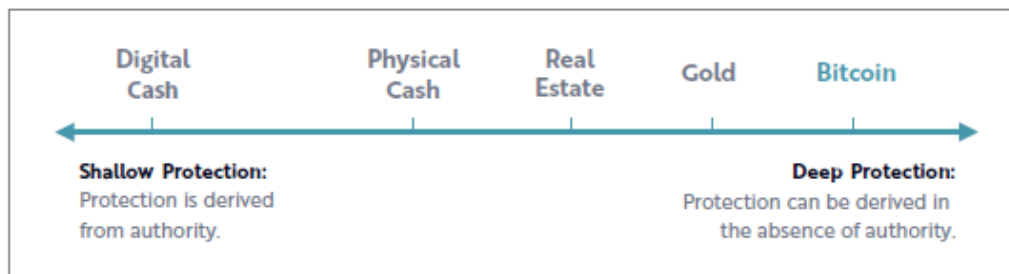 Digital
Cash
Physical
Cash
Real
Estate
Gold
Bitcoin
Shallow Protection:
Protection is derived
from authority.
Deep Protection:
Protection can be derived in
the absence of authority.